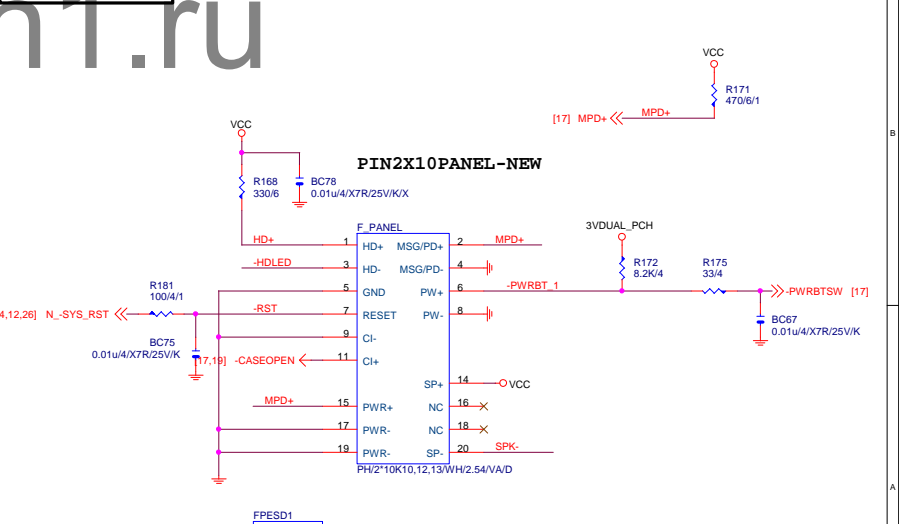 n1.ru
VCC
R171
470/6/1
[17] MPD+ MPD+
B
VCC
PIN2X10PANEL-NEW
R168
330/6
BC78
0.01u/4/X7R/25V/K/X
F_PANEL
3VDUAL_PCH
HD+ 1 HD+ MSG/PD+ 2 MPD+
R172
8.2K/4
R175
33/4
-HDLED 3 HD- MSG/PD- 4
R181
100/4/1
5 GND PW+ 6 -PWRBT_1 -PWRBTSW [17]
4,12,26] N_-SYS_RST -RST 7 RESET PW- 8
BC67
0.01u/4/X7R/25V/K
9 CI-
BC75
0.01u/4/X7R/25V/K
[17,19] -CASEOPEN 11 CI+
SP+ 14 VCC
MPD+ 15 PWR+ NC 16
17 PWR- NC 18
19 PWR- SP- 20 SPK-
PH/2*10K10,12,13/WH/2.54/VA/D
A
FPESD1